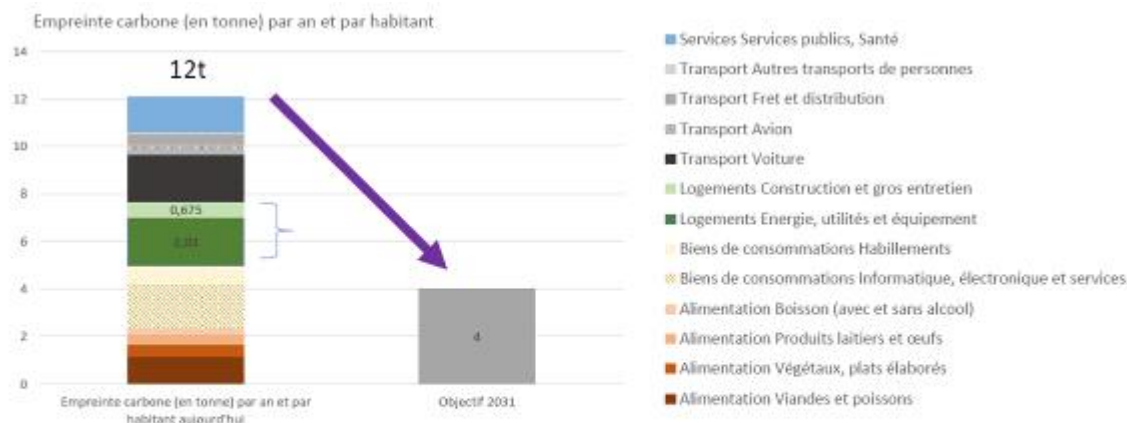 Empreinte carbone (en tonne) par an et par habitant
14
12
10
8
6
4
2
0
12t
0,675
4
Empreinte carbone (en tonne) par an et par
habitant aujourd'hui
Objectif 2031
Services Services publics, Santé
Transport Autres transports de personnes
Transport Fret et distribution
Transport Avion
Transport Voiture
Logements Construction et gros entretien
Logements Energie, utilités et équipement
Biens de consommations Habillements
Biens de consommations Informatique, électronique et services
Alimentation Boisson (avec et sans alcool)
Alimentation Produits laitiers et œufs
Alimentation Végétaux, plats élaborés
Alimentation Viandes et poissons